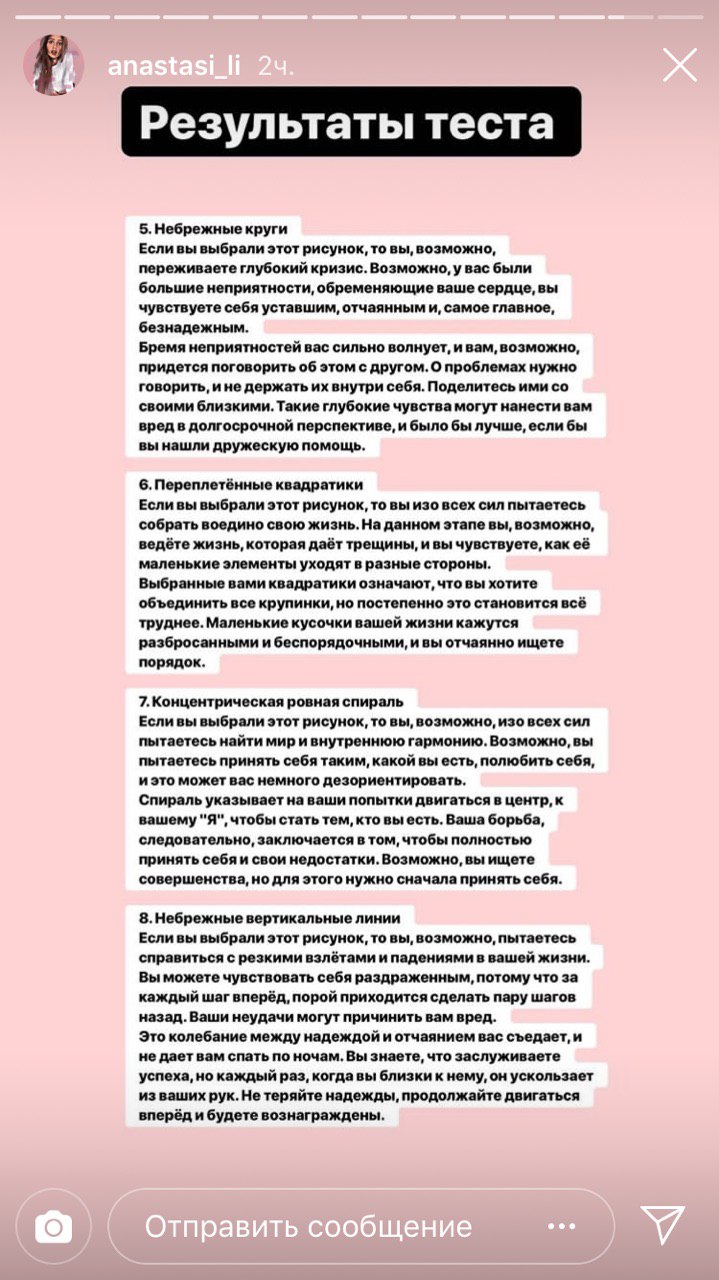 anastasi_li 2ч.
Результаты теста
5. Небрежные круги
Если вы выбрали этот рисунок, то вы, возможно,
переживаете глубокий кризис. Возможно, у вас были
большие неприятности, обременяющие ваше сердце, вы
чувствуете себя уставшим, отчаянным и, самое главное,
безнадежным.
Бремя неприятностей вас сильно волнует, и вам, возможно,
придется поговорить об этом с другом. О проблемах нужно
говорить, и не держать их внутри себя. Поделитесь ими со
своими близкими. Такие глубокие чувства могут нанести вам
вред в долгосрочной перспективе, и было бы лучше, если бы
вы нашли дружескую помощь.
6. Переплетённые квадратики
Если вы выбрали этот рисунок, то вы изо всех сил пытаетесь
собрать воедино свою жизнь. На данном этапе вы, возможно,
ведёте жизнь, которая даёт трещины, и вы чувствуете, как её
маленькие элементы уходят в разные стороны.
Выбранные вами квадратики означают, что вы хотите
объединить все крупинки, но постепенно это становится всё
труднее. Маленькие кусочки вашей жизни кажутся
разбросанными и беспорядочными, и вы отчаянно ищете
порядок.
7. Концентрическая ровная спираль
Если вы выбрали этот рисунок, то вы, возможно, изо всех сил
пытаетесь найти мир и внутреннюю гармонию. Возможно, вы
пытаетесь принять себя таким, какой вы есть, полюбить себя,
и это может вас немного дезориентировать.
Спираль указывает на ваши попытки двигаться в центр, к
вашему "Я", чтобы стать тем, кто вы есть. Ваша борьба,
следовательно, заключается в том, чтобы полностью
принять себя и свои недостатки. Возможно, вы ищете
совершенства, но для этого нужно сначала принять себя.
8. Небрежные вертикальные линии
Если вы выбрали этот рисунок, то вы, возможно, пытаетесь
справиться с резкими взлётами и падениями в вашей жизни.
Вы можете чувствовать себя раздраженным, потому что за
каждый шаг вперёд, порой приходится сделать пару шагов
назад. Ваши неудачи могут причинить вам вред.
Это колебание между надеждой и отчаянием вас съедает, и
не дает вам спать по ночам. Вы знаете, что заслуживаете
успеха, но каждый раз, когда вы близки к нему, он ускользает
из ваших рук. Не теряйте надежды, продолжайте двигаться
вперёд и будете вознаграждены.
Отправить сообщение